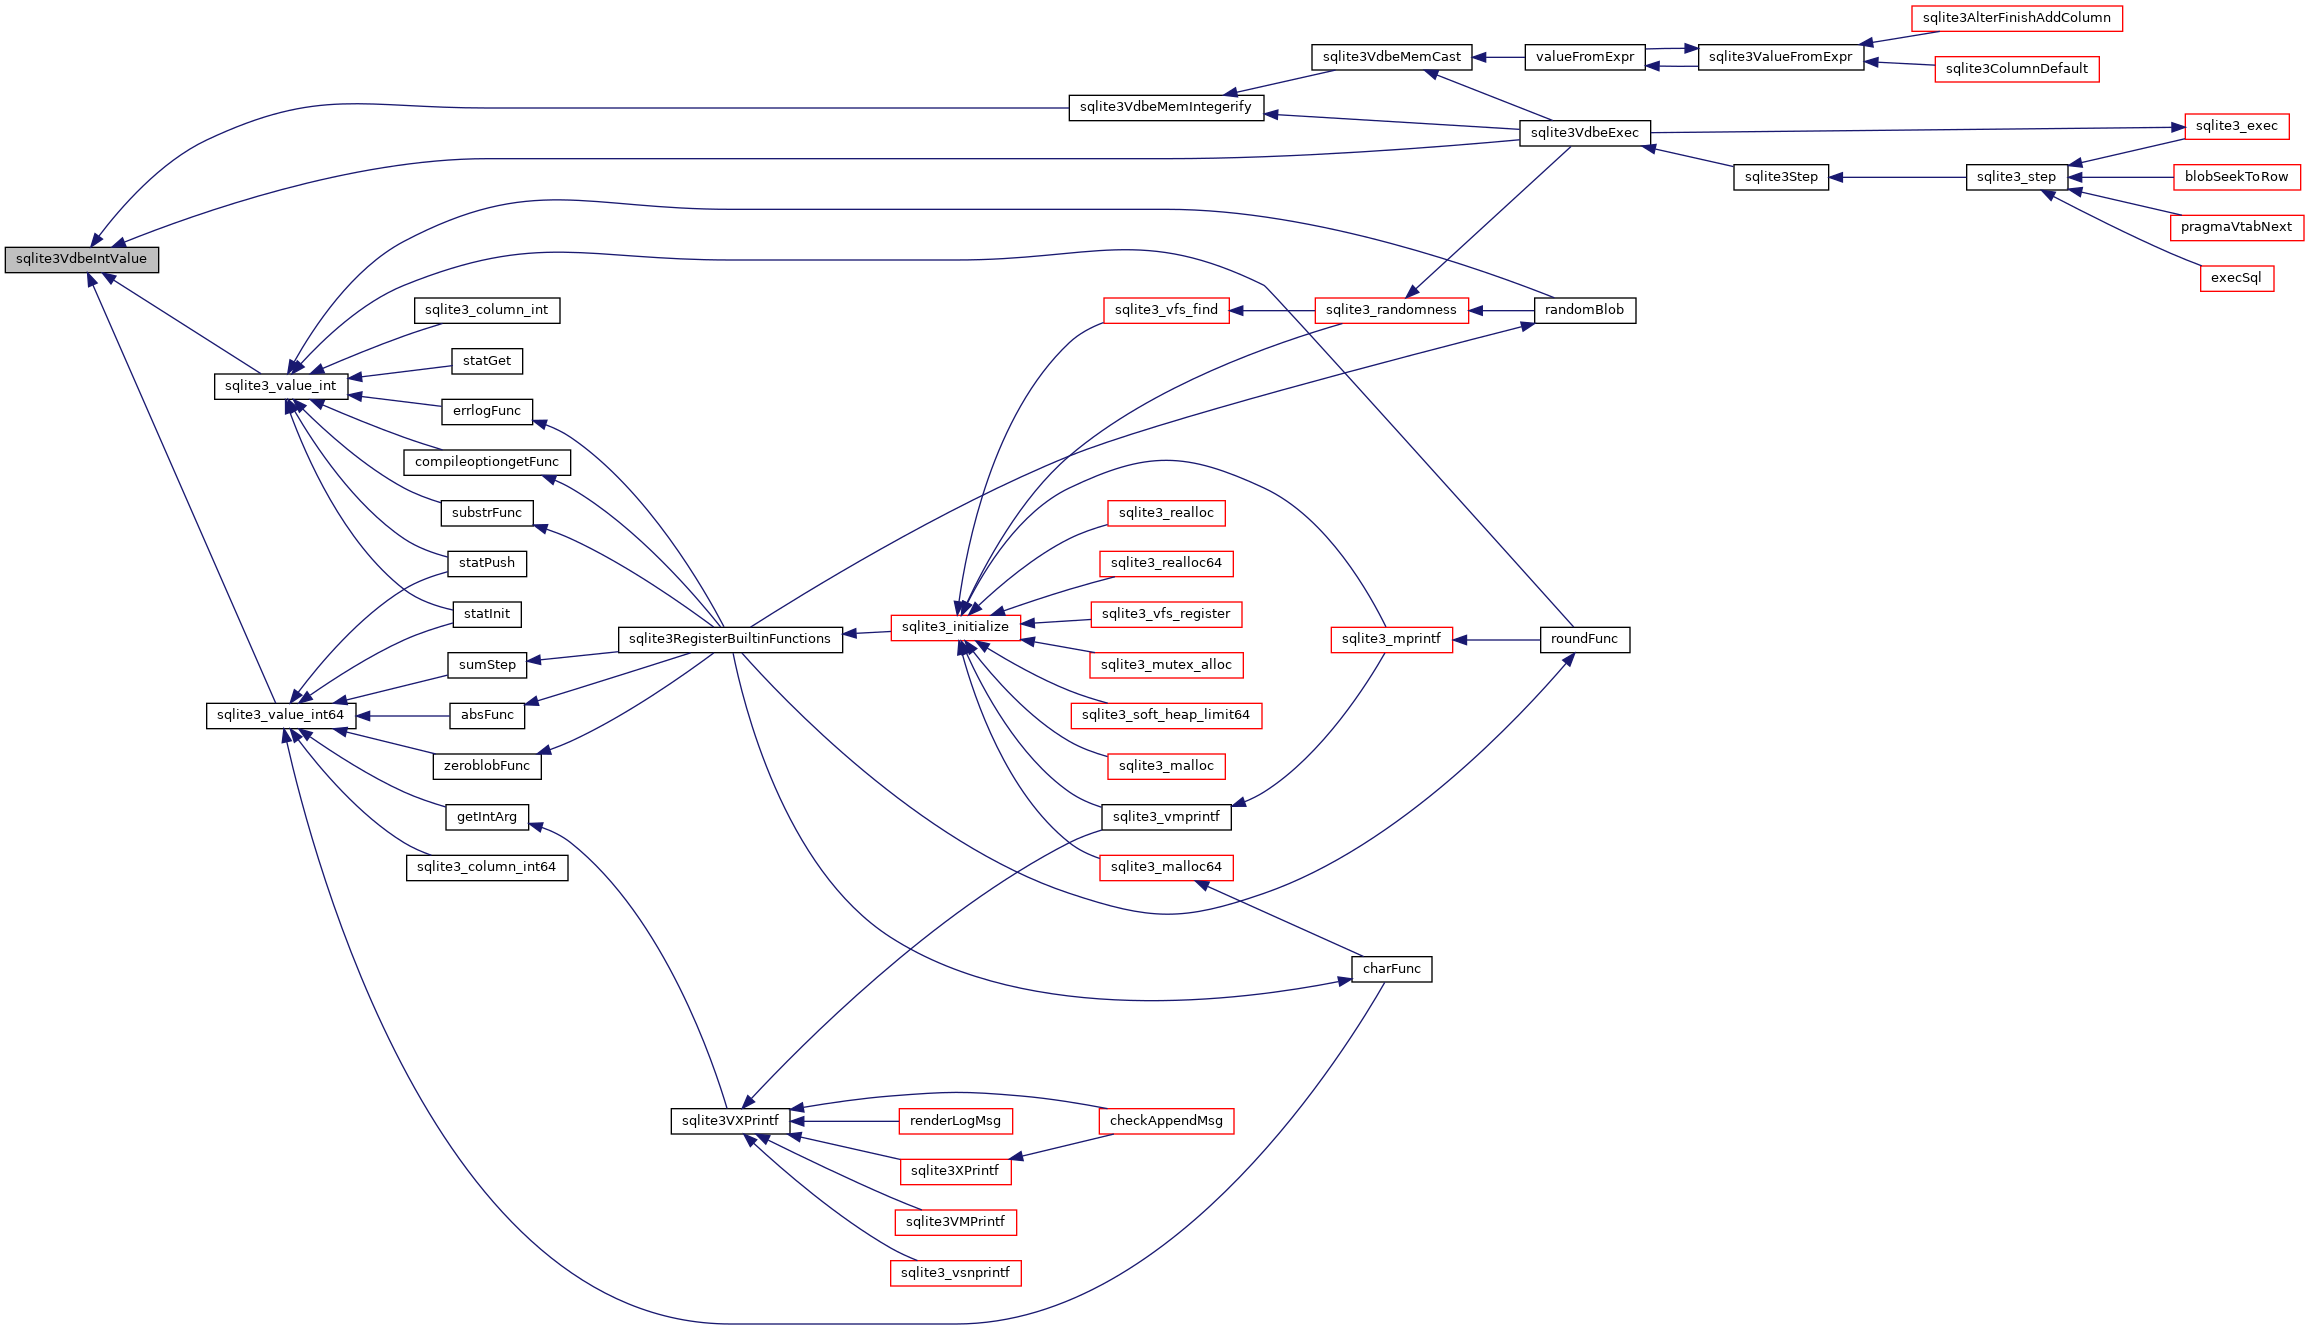 sqlite3AlterFinishAddColumn
sqlite3VdbeMemCast
valueFromExpr
sqlite3ValueFromExpr
sqlite3ColumnDefault
sqlite3VdbeMemIntegerify
sqlite3VdbeExec
sqlite3_exec
sqlite3Step
sqlite3_step
blobSeekToRow
pragmaVtabNext
sqlite3VdbeIntValue
execSql
sqlite3_column_int
sqlite3_vfs_find
sqlite3_randomness
randomBlob
statGet
sqlite3_value_int
errlogFunc
compileoptiongetFunc
substrFunc
sqlite3_realloc
statPush
sqlite3_realloc64
statInit
sqlite3_vfs_register
sqlite3_initialize
sqlite3RegisterBuiltinFunctions
sqlite3_mprintf
roundFunc
sumStep
sqlite3_mutex_alloc
sqlite3_value_int64
absFunc
sqlite3_soft_heap_limit64
zeroblobFunc
sqlite3_malloc
getIntArg
sqlite3_vmprintf
sqlite3_column_int64
sqlite3_malloc64
charFunc
sqlite3VXPrintf
renderLogMsg
checkAppendMsg
sqlite3XPrintf
sqlite3VMPrintf
sqlite3_vsnprintf